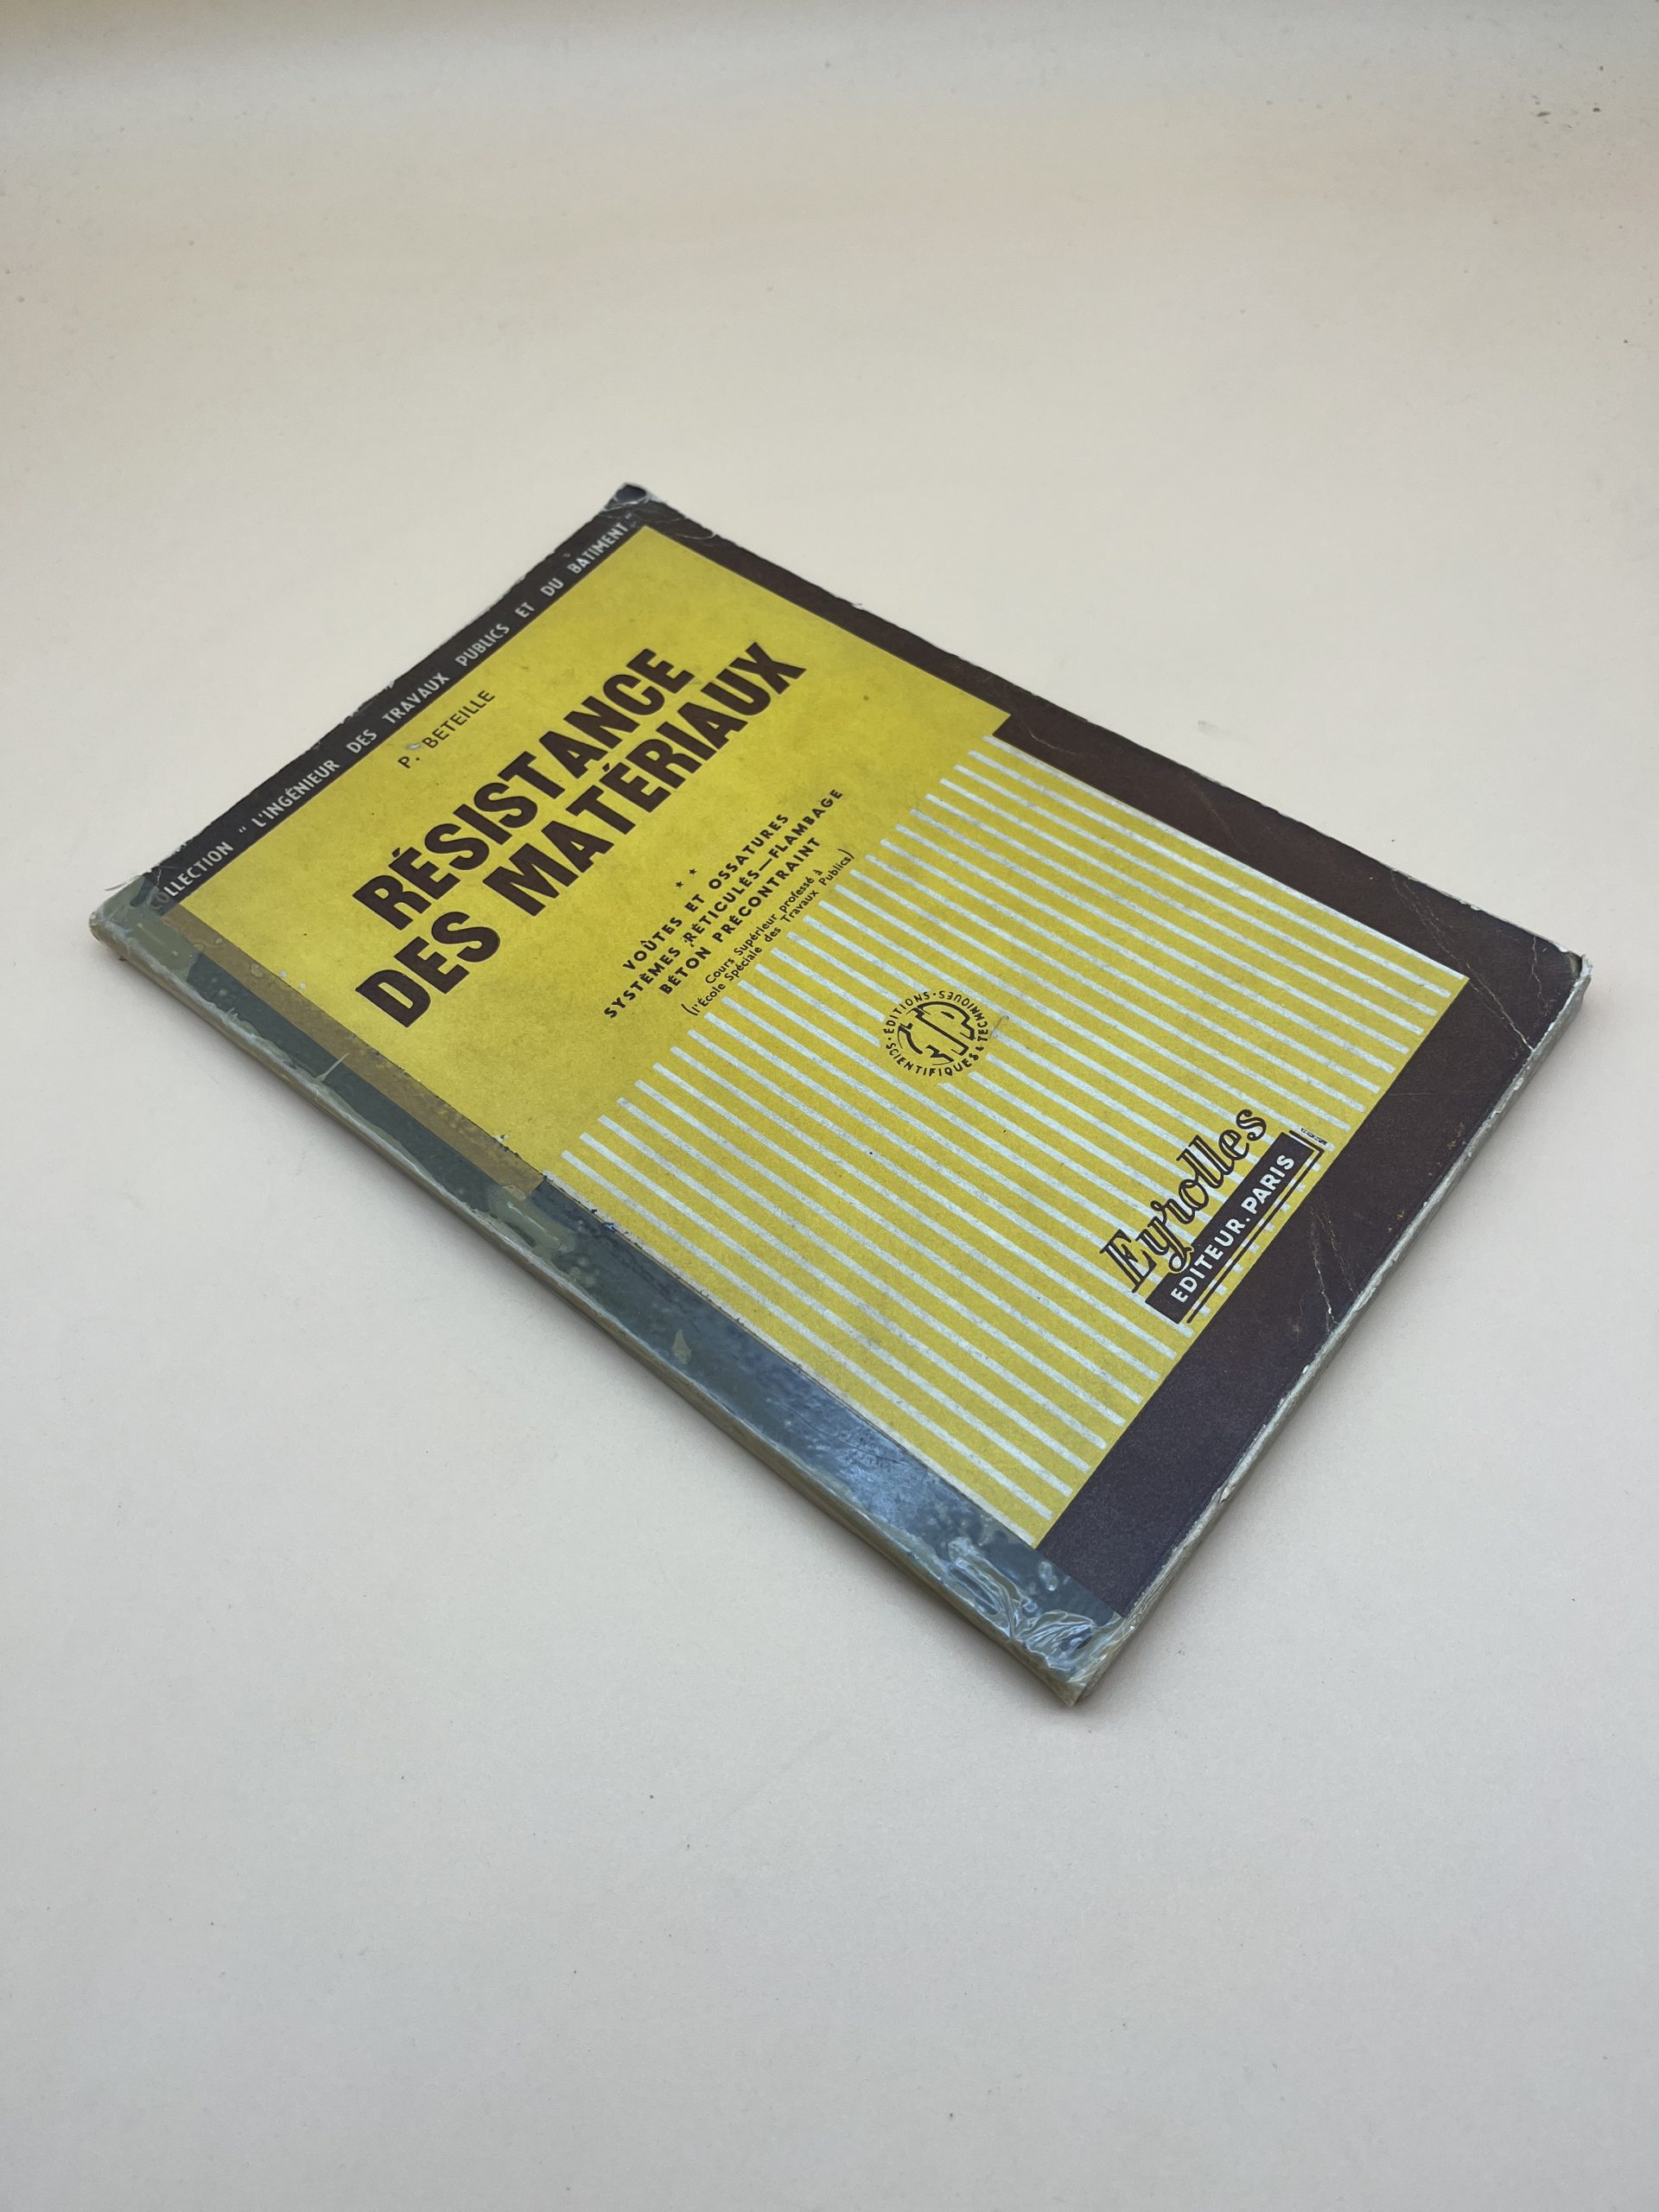 COLLECTION " L'INGÉNIEUR DES TRAVAUX PUBLICS ET DU BATIMENT "
P. BETEILLE
RÉSISTANCE
DES MATÉRIAUX
* *
VOÛTES ET OSSATURES
SYSTÈMES RÉTICULÉS — FLAMBAGE
BÉTON PRÉCONTRAINT
(Cours Supérieur professé à
l'École Spéciale des Travaux Publics)
ÉDITIONS · SCIENTIFIQUES & TECHNIQUES
ETP
Eyrolles
EDITEUR. PARIS